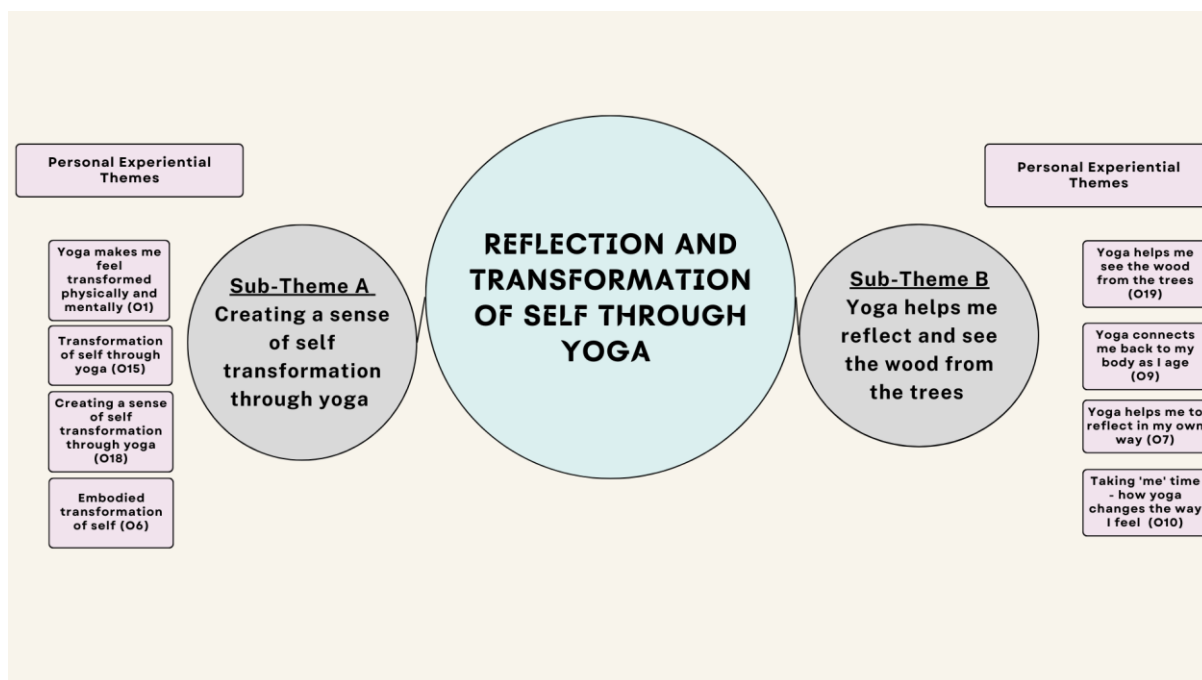 Personal Experiential
Themes
Yoga makes me
feel
transformed
physically and
mentally (O1)
Transformation
of self through
yoga (O15)
Creating a sense
of self
transformation
through yoga
(O18)
Embodied
transformation
of self (O6)
Sub-Theme A
Creating a sense
of self
transformation
through yoga
REFLECTION AND
TRANSFORMATION
OF SELF THROUGH
YOGA
Sub-Theme B
Yoga helps me
reflect and see
the wood from
the trees
Personal Experiential
Themes
Yoga helps me
see the wood
from the trees
(O19)
Yoga connects
me back to my
body as I age
(O9)
Yoga helps me to
reflect in my own
way (O7)
Taking 'me' time
- how yoga
changes the way
I feel (O10)